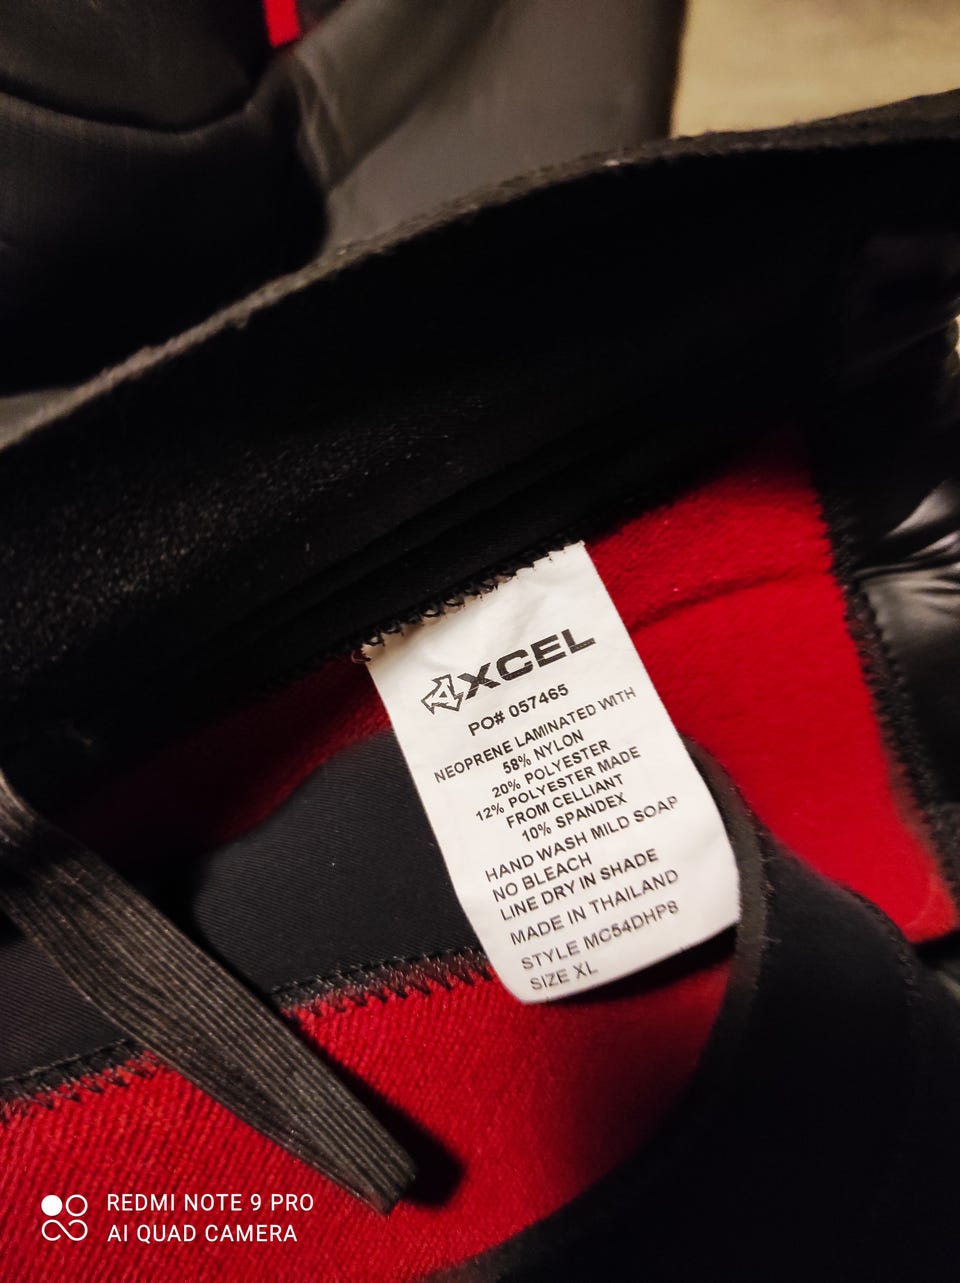 XCEL
PO# 057465
NEOPRENE LAMINATED WITH
58% NYLON
20% POLYESTER
12% POLYESTER MADE
FROM CELLIANT
10% SPANDEX
HAND WASH MILD SOAP
NO BLEACH
LINE DRY IN SHADE
MADE IN THAILAND
STYLE MC54DHP8
SIZE XL
REDMI NOTE 9 PRO
AI QUAD CAMERA